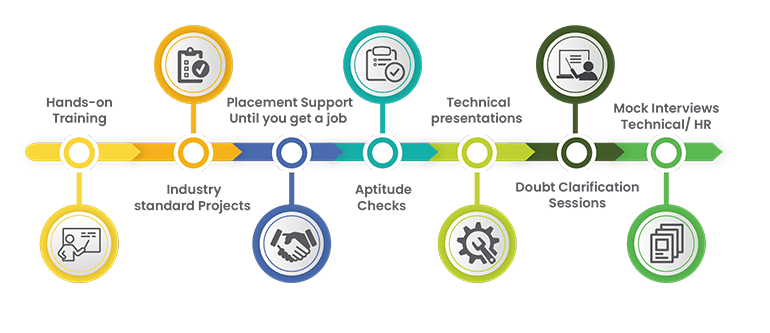 Hands-on
Training
Industry
standard Projects
Placement Support
Until you get a job
Aptitude
Checks
Technical
presentations
Doubt Clarification
Sessions
Mock Interviews
Technical/ HR